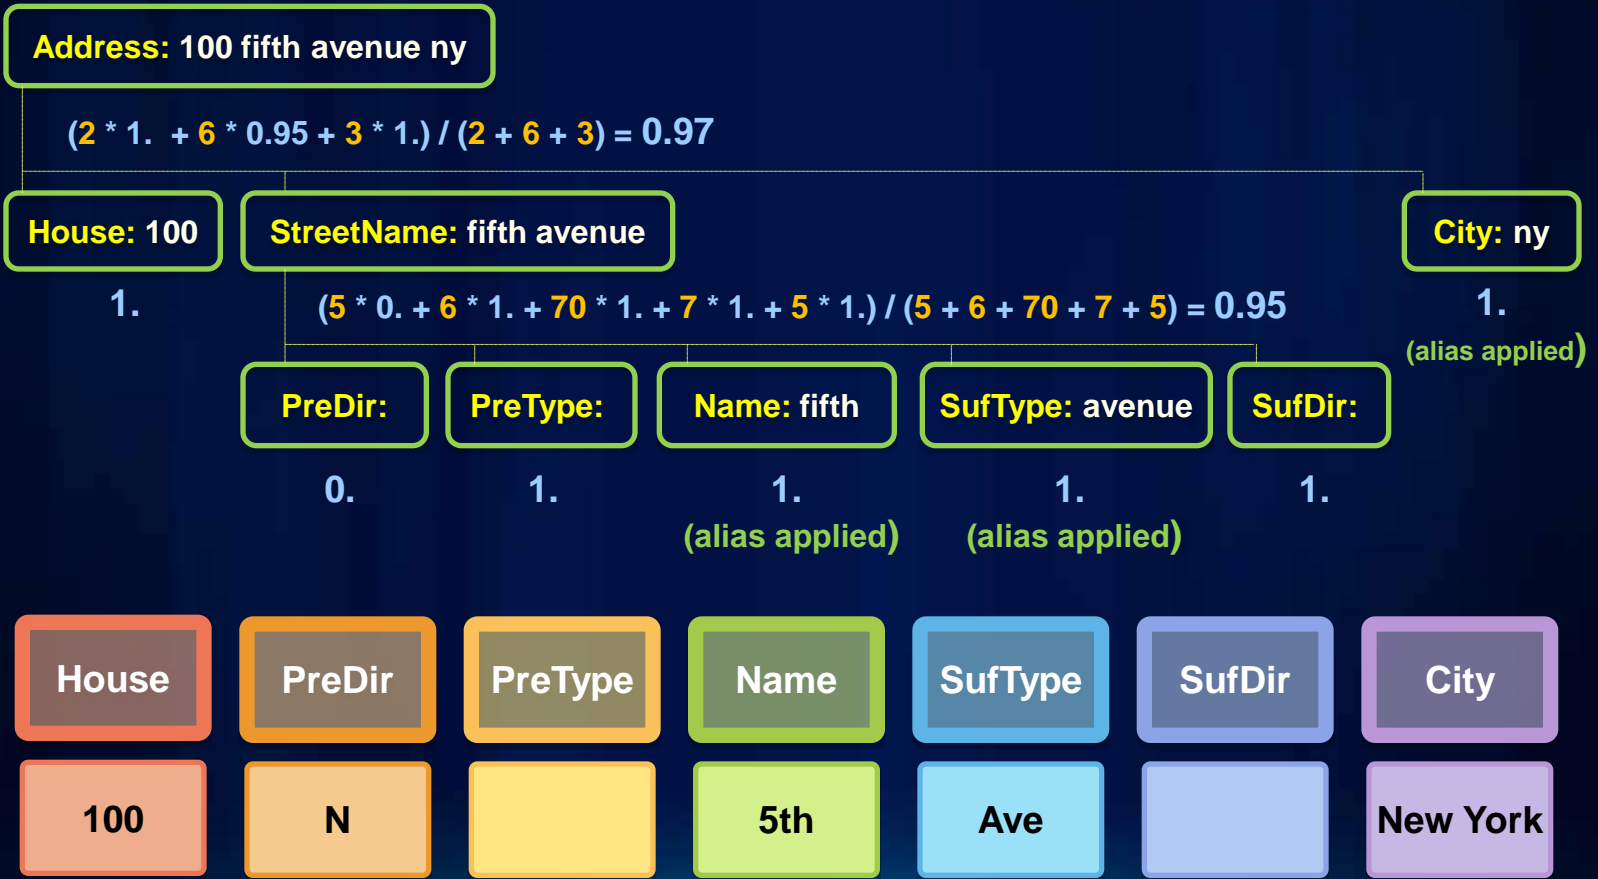 Address: 100 fifth avenue ny
(2 * 1. + 6 * 0.95 + 3 * 1.) / (2 + 6 + 3) = 0.97
House: 100
StreetName: fifth avenue
City: ny
1.
(5 * 0. + 6 * 1. + 70 * 1. + 7 * 1. + 5 * 1.) / (5 + 6 + 70 + 7 + 5) = 0.95
1.
(alias applied)
PreDir:
PreType:
Name: fifth
SufType: avenue
SufDir:
0.
1.
1.
1.
1.
(alias applied)
(alias applied)
House
PreDir
PreType
Name
SufType
SufDir
City
100
N
5th
Ave
New York